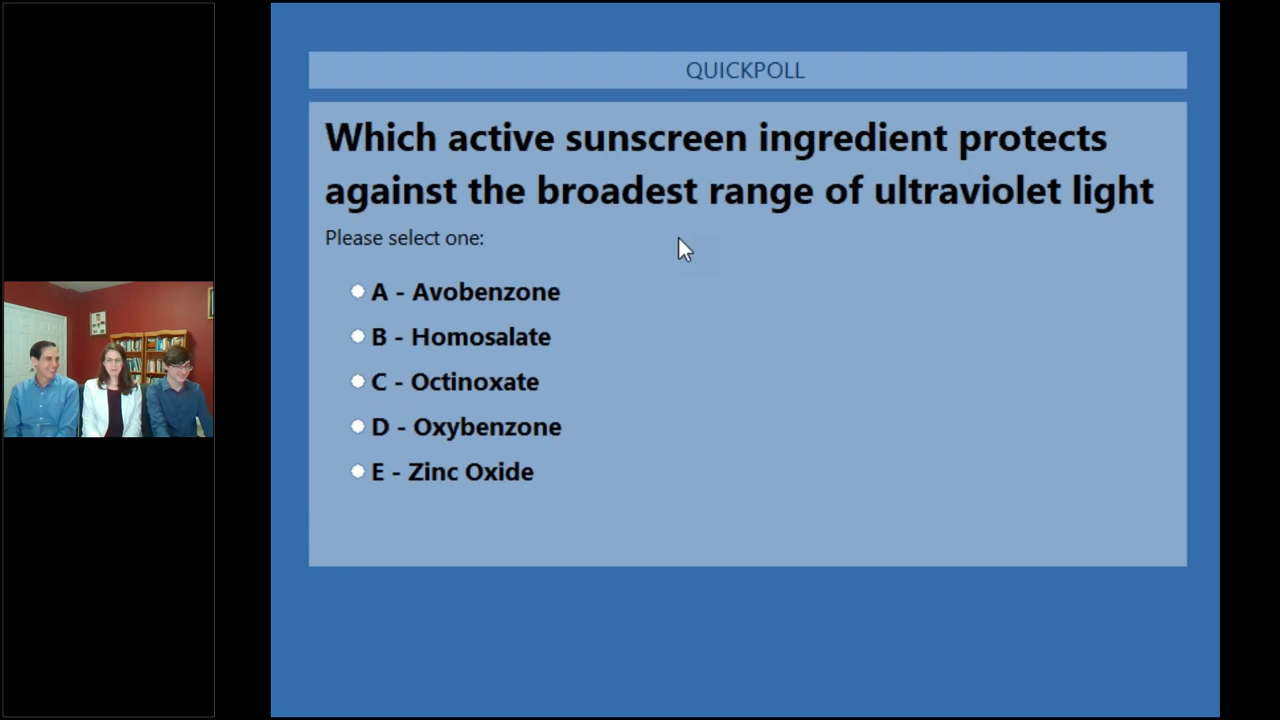 QUICKPOLL
Which active sunscreen ingredient protects
against the broadest range of ultraviolet light
Please select one:
A - Avobenzone
B - Homosalate
C - Octinoxate
D - Oxybenzone
E - Zinc Oxide